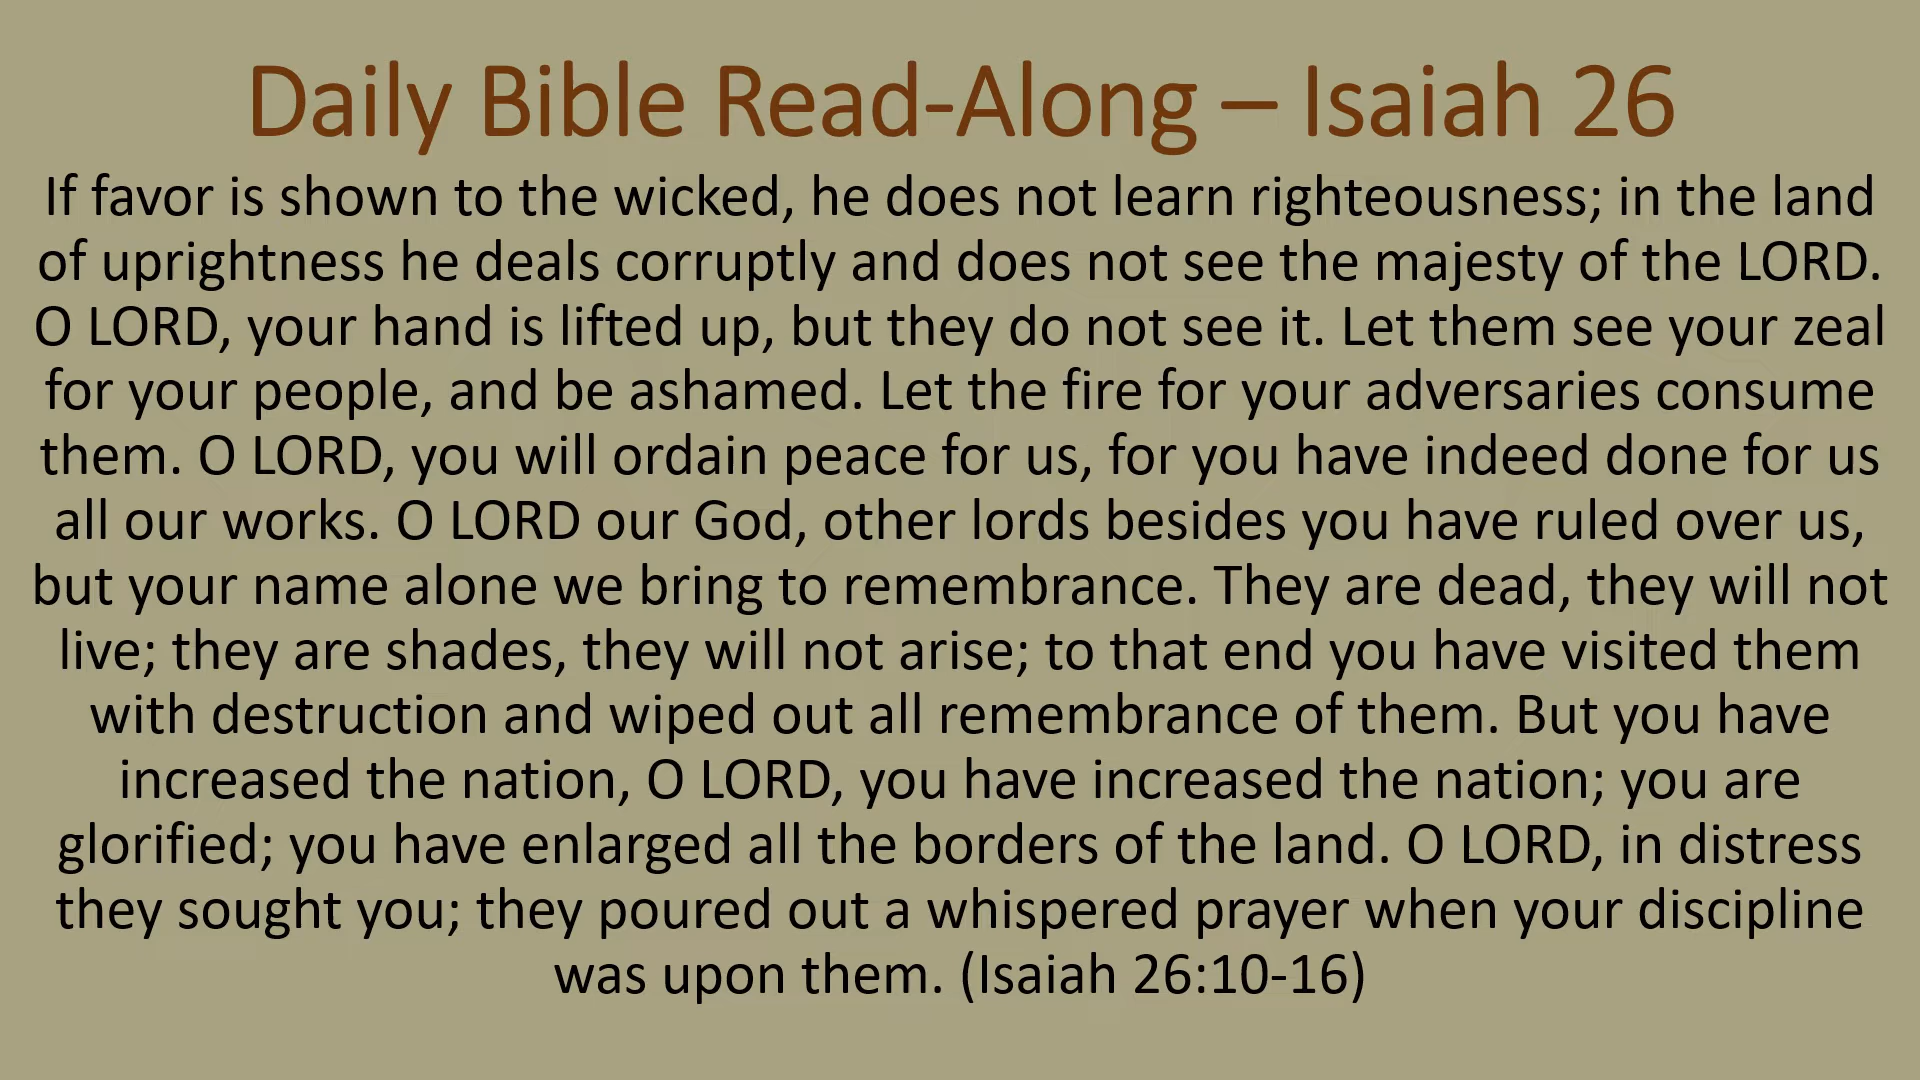 Daily Bible Read-Along – Isaiah 26
If favor is shown to the wicked, he does not learn righteousness; in the land
of uprightness he deals corruptly and does not see the majesty of the LORD.
O LORD, your hand is lifted up, but they do not see it. Let them see your zeal
for your people, and be ashamed. Let the fire for your adversaries consume
them. O LORD, you will ordain peace for us, for you have indeed done for us
all our works. O LORD our God, other lords besides you have ruled over us,
but your name alone we bring to remembrance. They are dead, they will not
live; they are shades, they will not arise; to that end you have visited them
with destruction and wiped out all remembrance of them. But you have
increased the nation, O LORD, you have increased the nation; you are
glorified; you have enlarged all the borders of the land. O LORD, in distress
they sought you; they poured out a whispered prayer when your discipline
was upon them. (Isaiah 26:10-16)